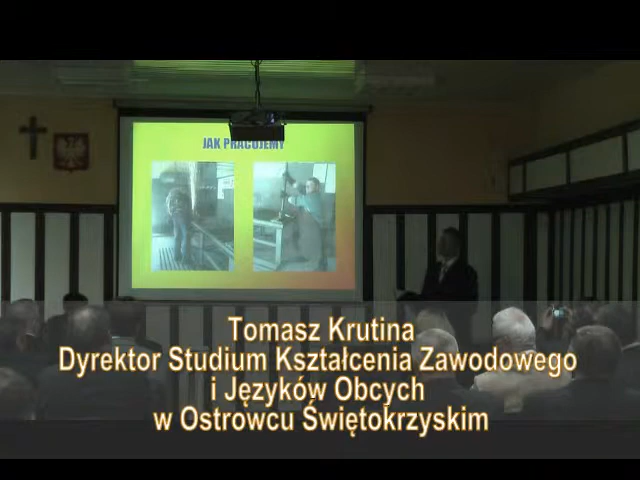 JAK PRACUJEMY
Tomasz Krutina
Dyrektor Studium Kształcenia Zawodowego
i Języków Obcych
w Ostrowcu Świętokrzyskim